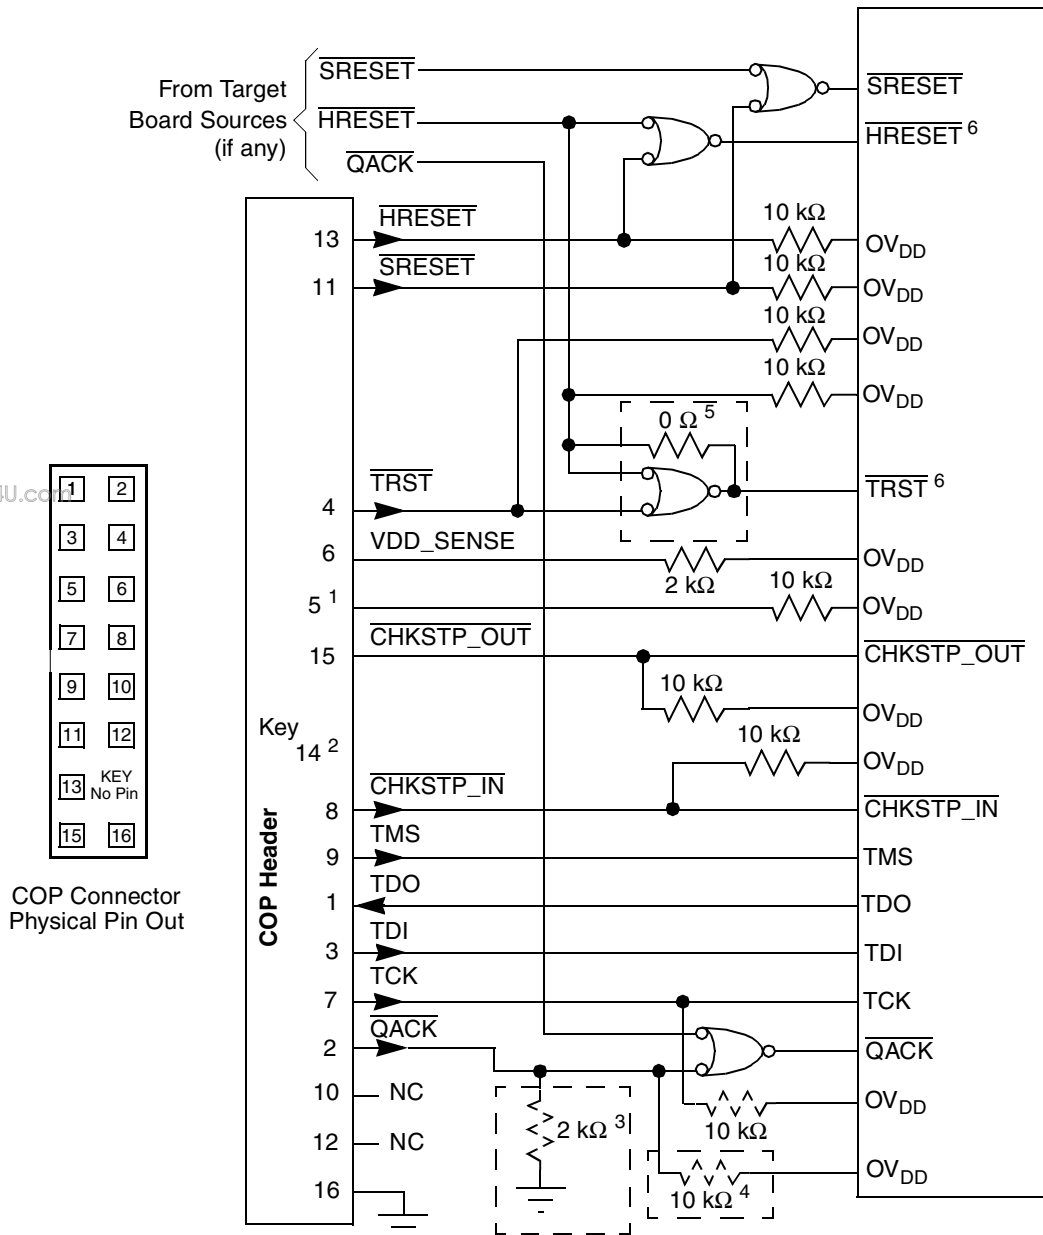 From Target
Board Sources
(if any)
SRESET
HRESET
QACK
SRESET
HRESET 6
13
HRESET
10 kΩ
OVDD
11
SRESET
10 kΩ
OVDD
10 kΩ
OVDD
10 kΩ
OVDD
0 Ω 5
4
TRST
TRST 6
6
VDD_SENSE
2 kΩ
OVDD
5 1
10 kΩ
OVDD
15
CHKSTP_OUT
CHKSTP_OUT
10 kΩ
OVDD
Key
14 2
10 kΩ
OVDD
8
CHKSTP_IN
CHKSTP_IN
9
TMS
TMS
1
TDO
TDO
3
TDI
TDI
7
TCK
TCK
2
QACK
QACK
10
NC
10 kΩ
OVDD
12
NC
2 kΩ 3
10 kΩ 4
OVDD
16
COP Header
4U.com
1 2
3 4
5 6
7 8
9 10
11 12
13 KEY
No Pin
15 16
COP Connector
Physical Pin Out